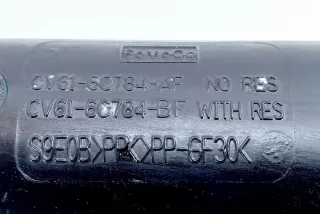 FoMoCo
CV61-6C784-AF NO RES
CV61-6C784-BF WITH RES
S9E0B>PP<>PP-GF30<